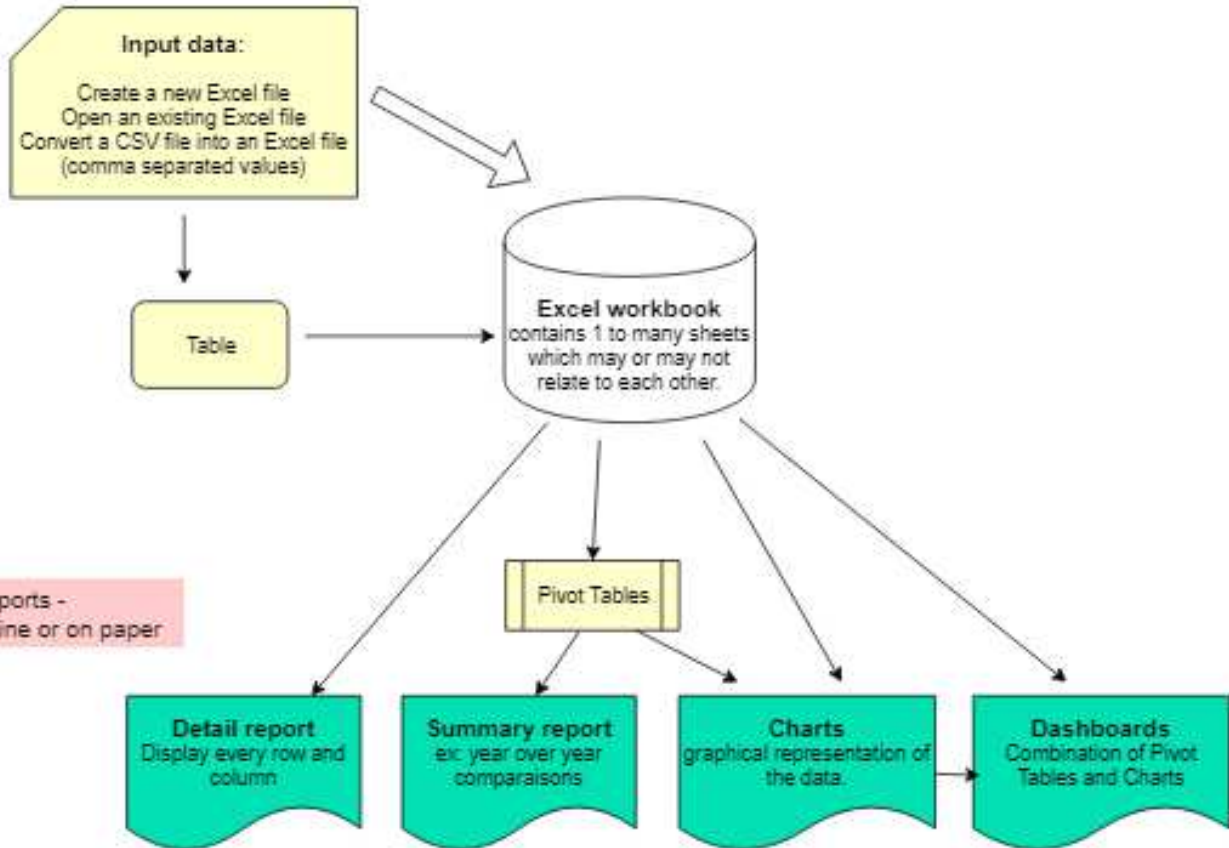 Input data:
Create a new Excel file
Open an existing Excel file
Convert a CSV file into an Excel file
(comma separated values)
Table
Excel workbook
contains 1 to many sheets
which may or may not
relate to each other.
Pivot Tables
ports -
ine or on paper
Detail report
Display every row and
column
Summary report
ex: year over year
comparaisons
Charts
graphical representation of
the data.
Dashboards
Combination of Pivot
Tables and Charts